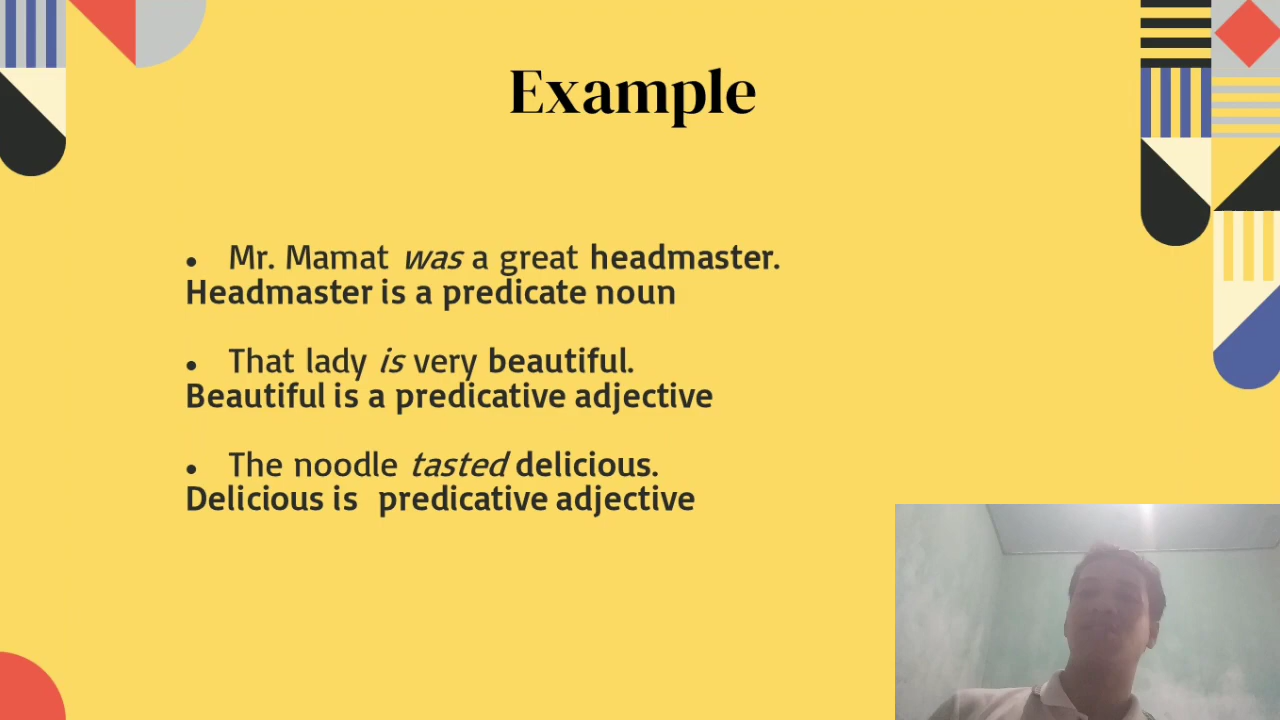 Example
• Mr. Mamat was a great headmaster.
Headmaster is a predicate noun
• That lady is very beautiful.
Beautiful is a predicative adjective
• The noodle tasted delicious.
Delicious is predicative adjective